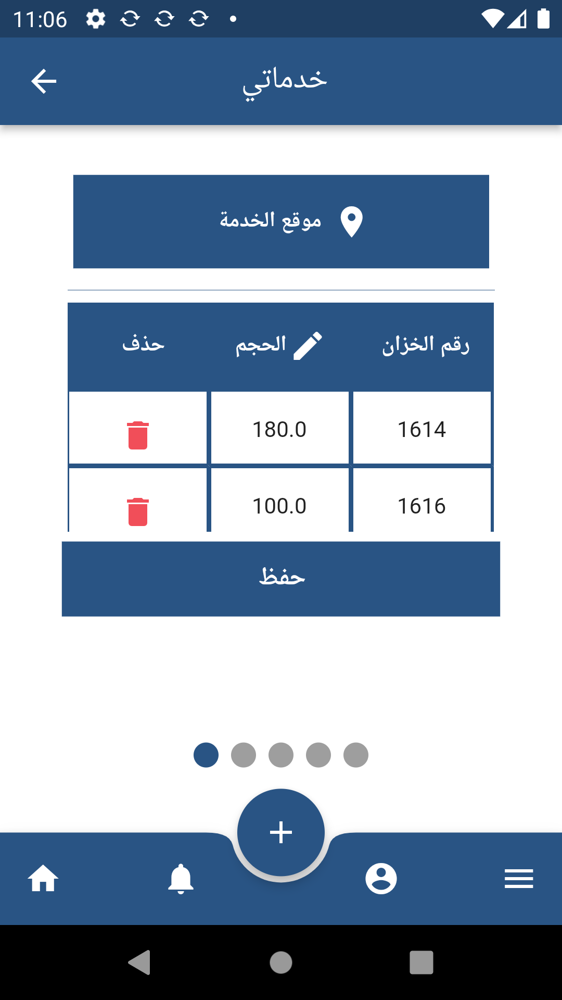 11:06
خدماتي
موقع الخدمة
رقم الخزان الحجم حذف
1614 180.0
1616 100.0
حفظ